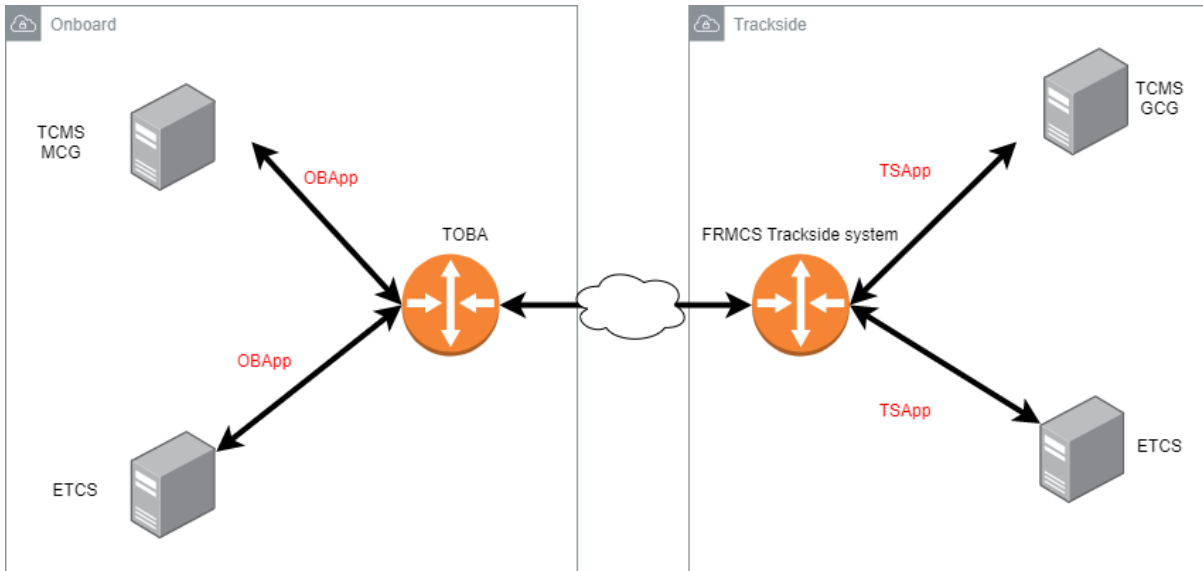 Onboard
Trackside
TCMS
MCG
TCMS
GCG
OBApp
TSApp
TOBA
FRMCS Trackside system
OBApp
TSApp
ETCS
ETCS